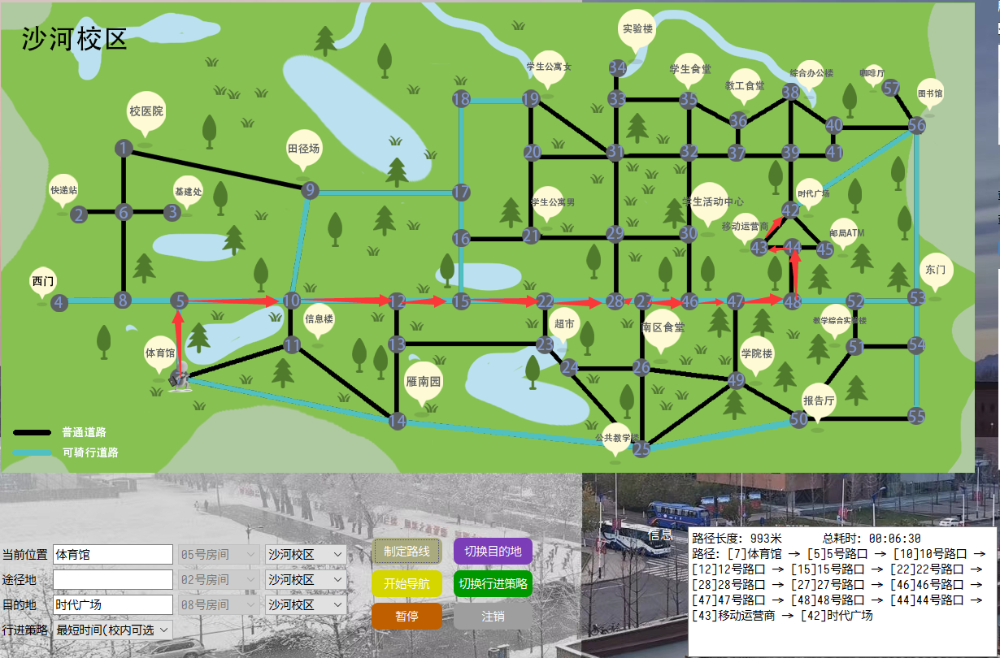 沙河校区
实验楼
学生公寓女
学生食堂
综合办公楼
咖啡厅
教工食堂
图书馆
34
57
38
18
19
33
35
校医院
36
40
56
田径场
1
20
31
32
37
39
41
快递站
基建处
9
17
学生公寓男
学生活动中心
时代广场
2
6
3
42
移动运营商
邮局ATM
16
21
29
30
43
44
45
西门
东门
4
8
5
10
12
15
22
28
27
46
47
48
52
53
信息楼
超市
南区食堂
教学综合实验楼
体育馆
11
13
23
学院楼
51
54
24
26
雁南园
49
报告厅
14
50
55
普通道路
公共教学楼
25
可骑行道路
信息
当前位置 体育馆 05号房间 沙河校区 制定路线 切换目的地
途径地 02号房间 沙河校区 开始导航 切换行进策略
目的地 时代广场 08号房间 沙河校区 暂停 注销
行进策略 最短时间(校内可选
路径长度: 993米 总耗时: 00:06:30
路径: [7]体育馆 → [5]5号路口 → [10]10号路口 →
[12]12号路口 → [15]15号路口 → [22]22号路口 →
[28]28号路口 → [27]27号路口 → [46]46号路口 →
[47]47号路口 → [48]48号路口 → [44]44号路口 →
[43]移动运营商 → [42]时代广场